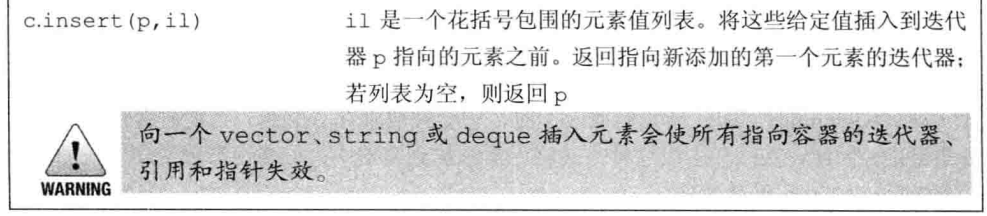 c.insert(p,il) il 是一个花括号包围的元素值列表。将这些给定值插入到迭代
器 p 指向的元素之前。返回指向新添加的第一个元素的迭代器；
若列表为空，则返回 p
向一个 vector、string 或 deque 插入元素会使所有指向容器的迭代器、
引用和指针失效。
WARNING